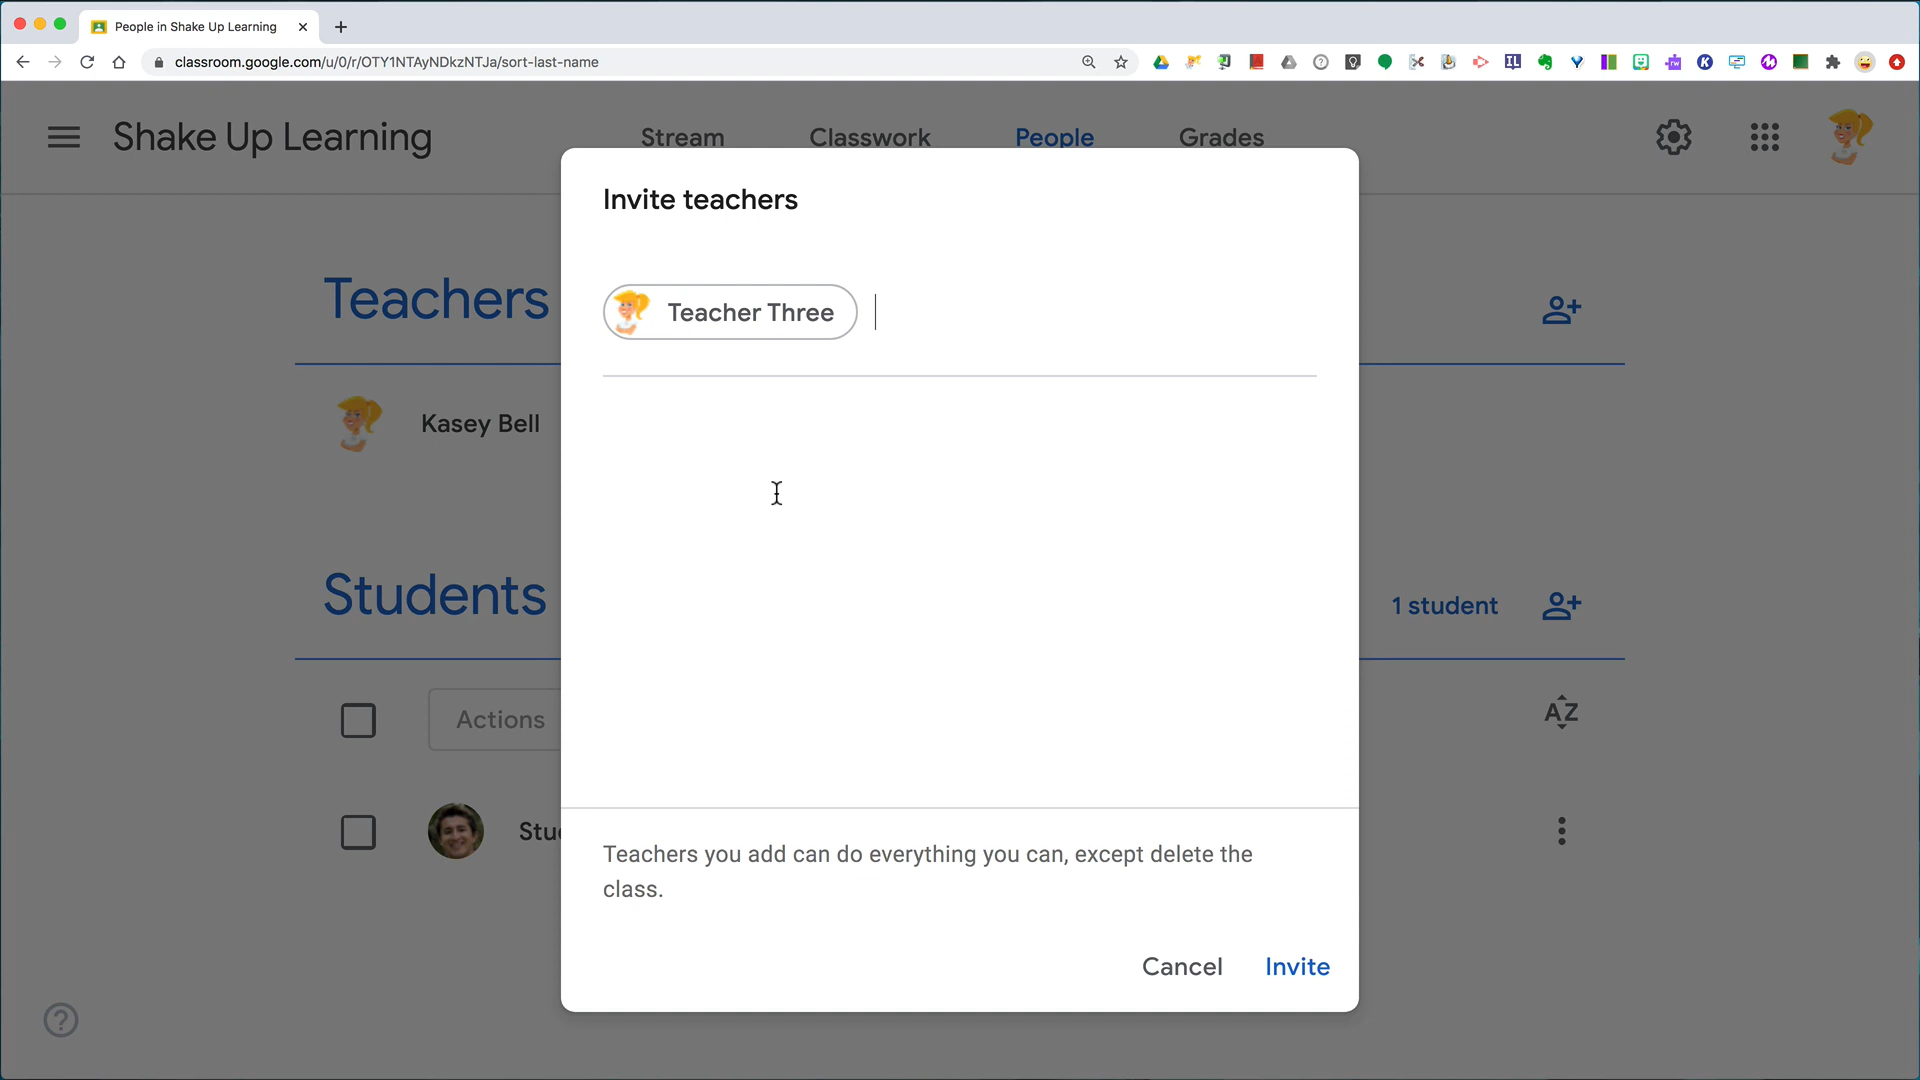 People in Shake Up Learning
classroom.google.com/u/0/r/OTY1NTAyNDkzNTJa/sort-last-name
Shake Up Learning
Stream
Classwork
People
Grades
Invite teachers
Teachers
Teacher Three
Kasey Bell
Students
1 student
Actions
AZ
Stu
Teachers you add can do everything you can, except delete the
class.
Cancel
Invite